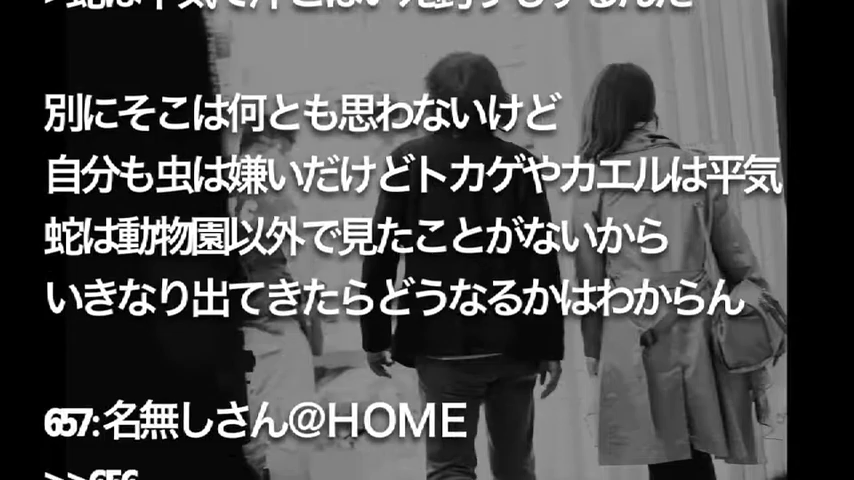 別にそこは何とも思わないけど
自分も虫は嫌いだけどトカゲやカエルは平気
蛇は動物園以外で見たことがないから
いきなり出てきたらどうなるかはわからん
657:名無しさん@HOME
>>656